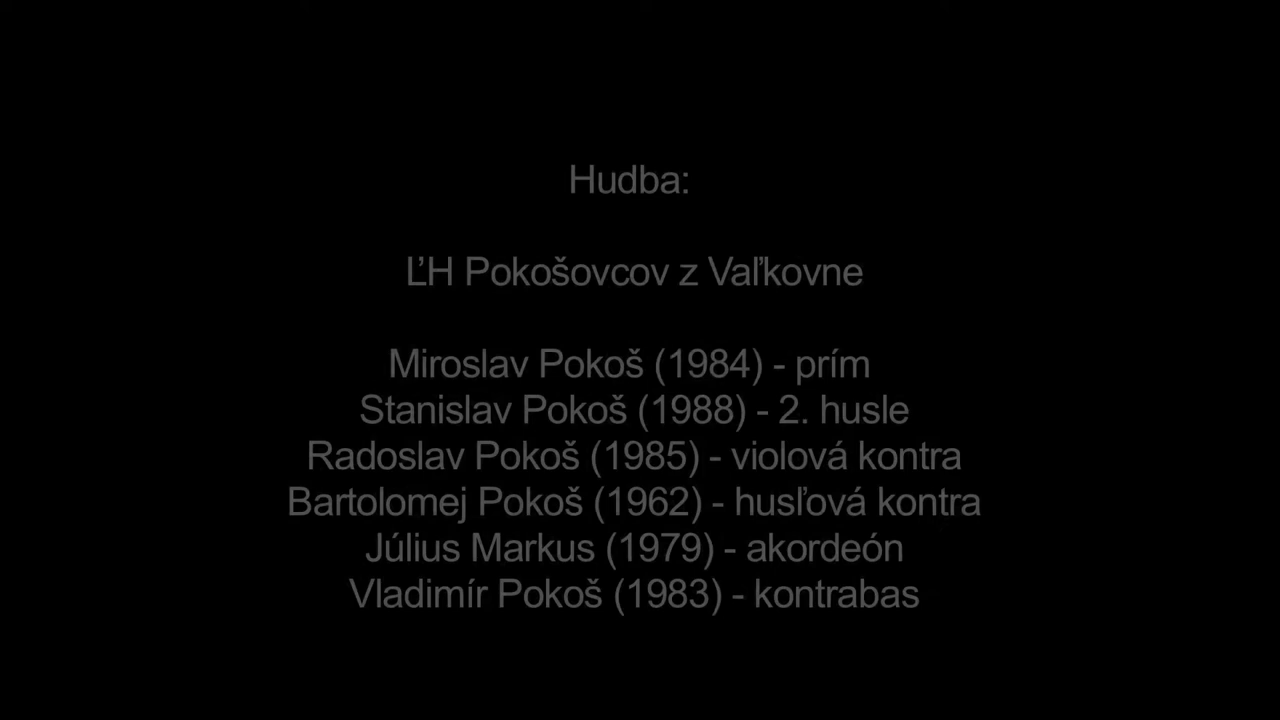 Hudba:
ĽH Pokošovcov z Vaľkovne
Miroslav Pokoš (1984) - prím
Stanislav Pokoš (1988) - 2. husle
Radoslav Pokoš (1985) - violová kontra
Bartolomej Pokoš (1962) - husľová kontra
Július Markus (1979) - akordeón
Vladimír Pokoš (1983) - kontrabas